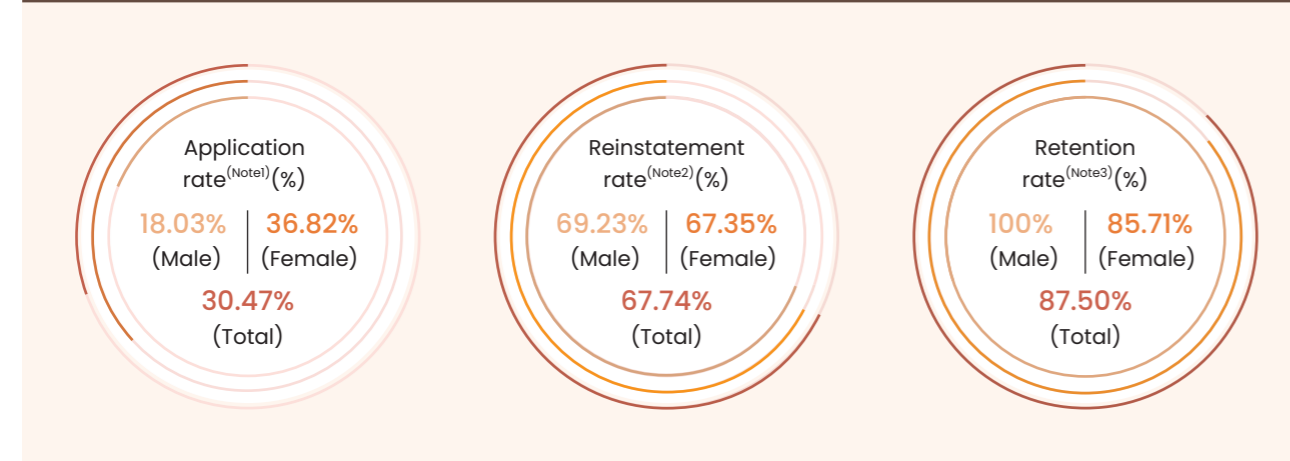 Application
rate(Note1)(%)
18.03% 36.82%
(Male) (Female)
30.47%
(Total)
Reinstatement
rate(Note2)(%)
69.23% 67.35%
(Male) (Female)
67.74%
(Total)
Retention
rate(Note3)(%)
100% 85.71%
(Male) (Female)
87.50%
(Total)